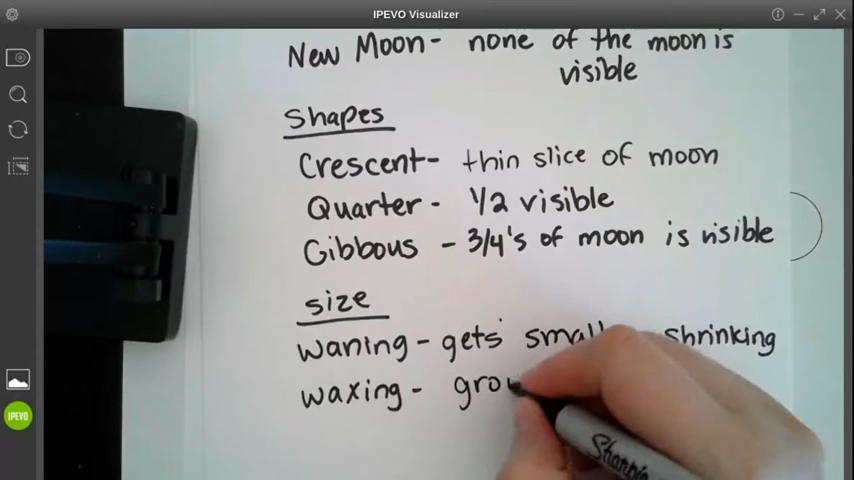 IPEVO Visualizer
New Moon- none of the moon is
visible
Shapes
Crescent- thin slice of moon
Quarter - 1/2 visible
Gibbous - 3/4's of moon is visible
size
waning - gets shrinking
waxing -
IPEVO
Sharpie